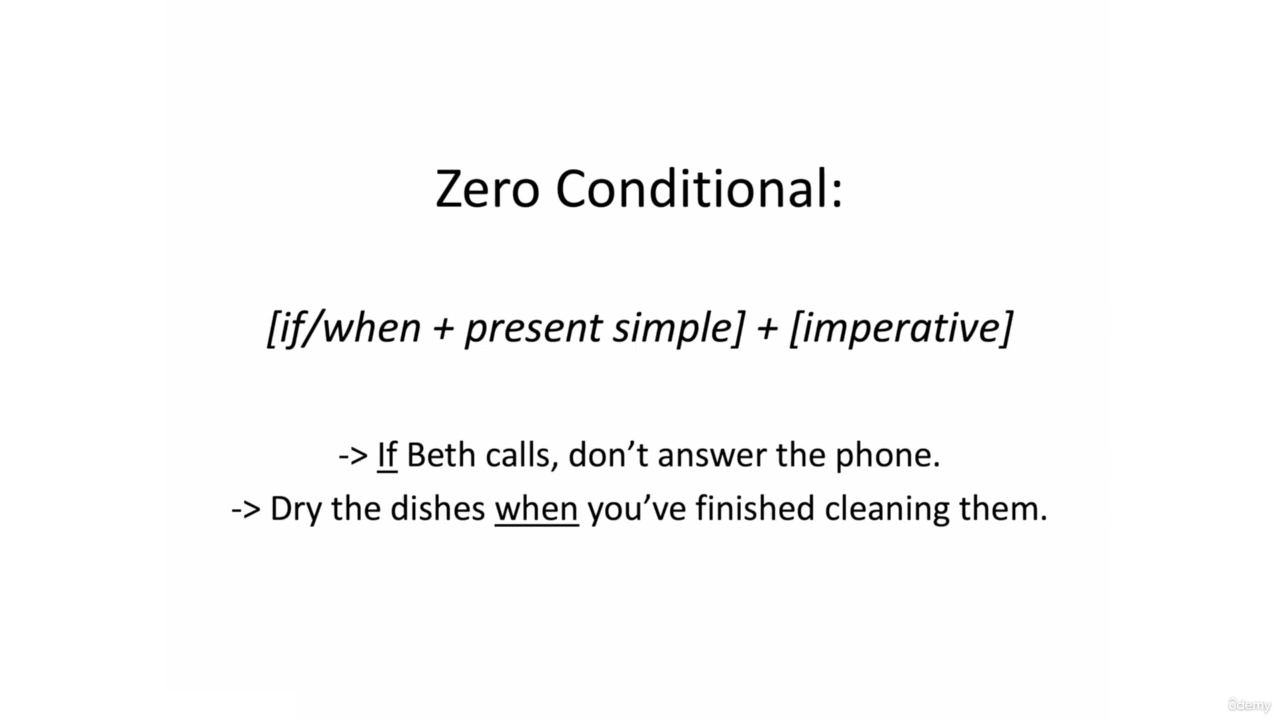 Zero Conditional:
[if/when + present simple] + [imperative]
-> If Beth calls, don’t answer the phone.
-> Dry the dishes when you’ve finished cleaning them.
ûdemy